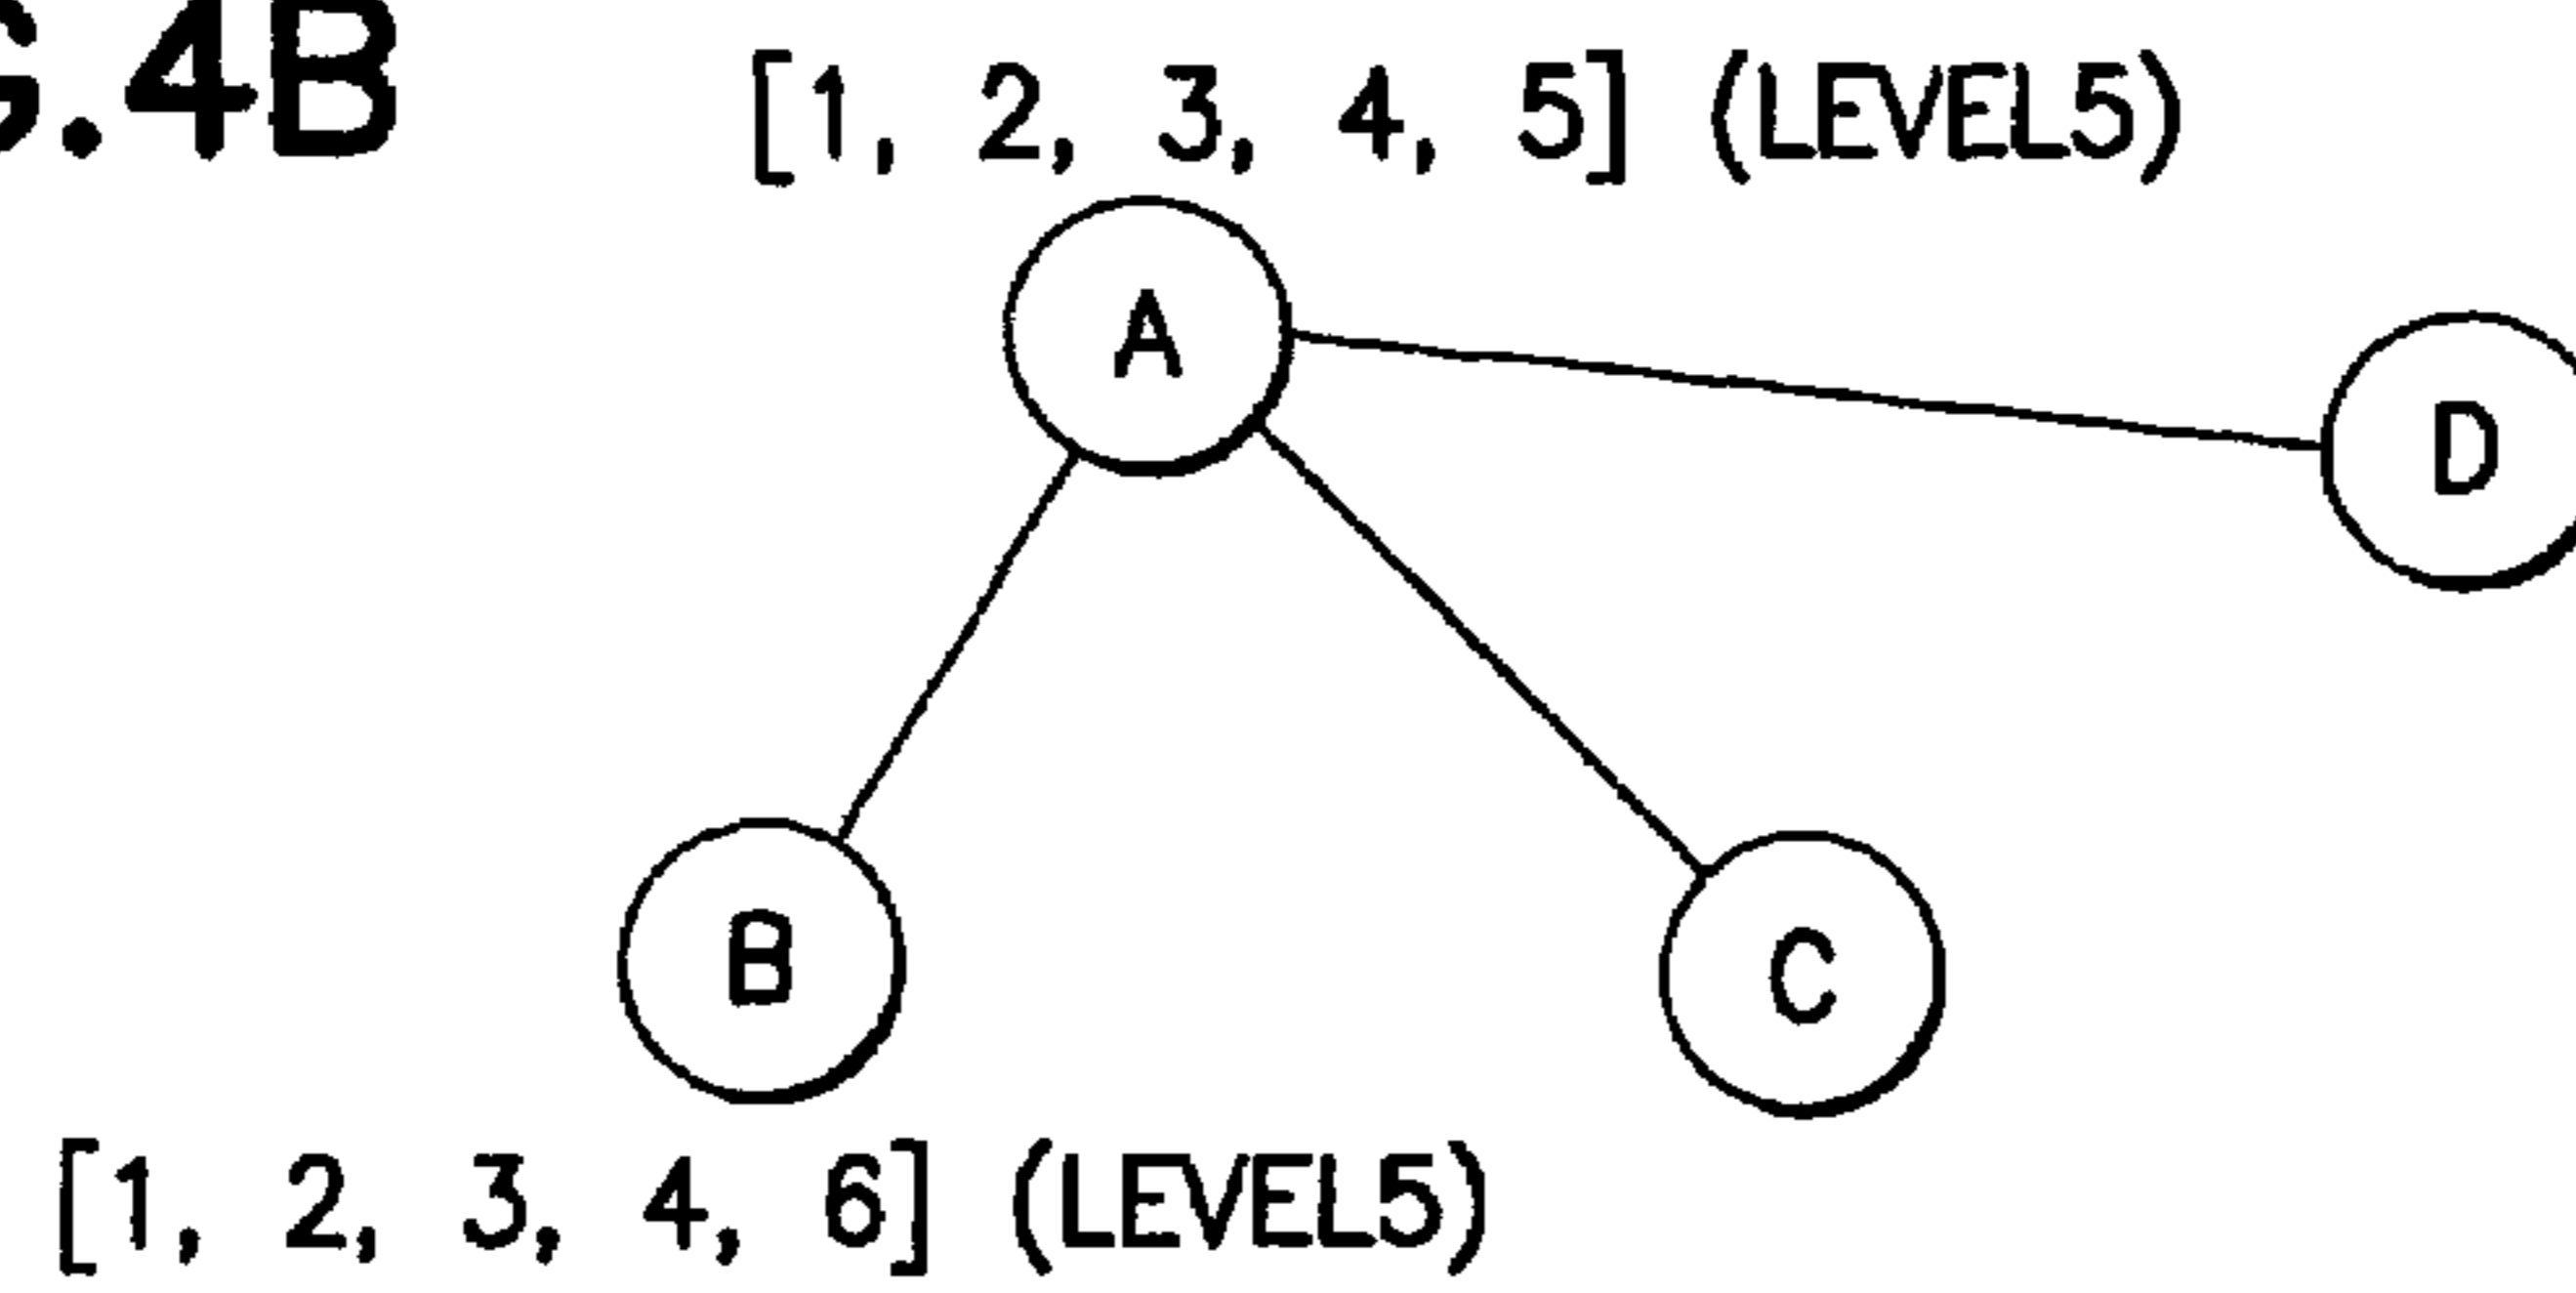 G.4B
[1, 2, 3, 4, 5] (LEVEL5)
A
D
B
C
[1, 2, 3, 4, 6] (LEVEL5)